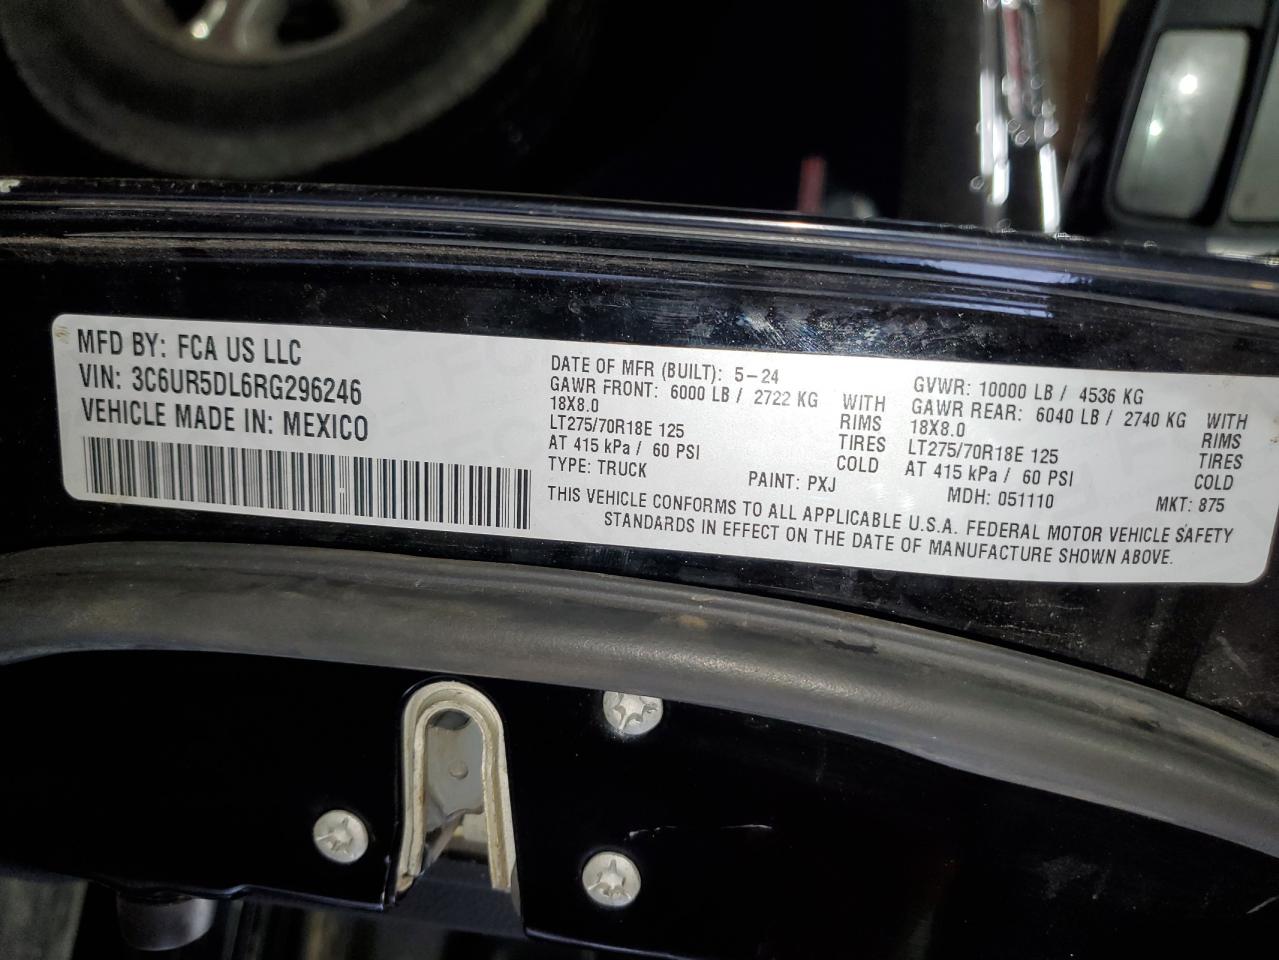 MFD BY: FCA US LLC
VIN: 3C6UR5DL6RG296246
VEHICLE MADE IN: MEXICO
DATE OF MFR (BUILT): 5-24
GAWR FRONT: 6000 LB / 2722 KG WITH
18X8.0 RIMS
LT275/70R18E 125 TIRES
AT 415 kPa / 60 PSI COLD
TYPE: TRUCK
PAINT: PXJ
GVWR: 10000 LB / 4536 KG
GAWR REAR: 6040 LB / 2740 KG WITH
18X8.0 RIMS
LT275/70R18E 125 TIRES
AT 415 kPa / 60 PSI COLD
MDH: 051110
MKT: 875
THIS VEHICLE CONFORMS TO ALL APPLICABLE U.S.A. FEDERAL MOTOR VEHICLE SAFETY
STANDARDS IN EFFECT ON THE DATE OF MANUFACTURE SHOWN ABOVE.